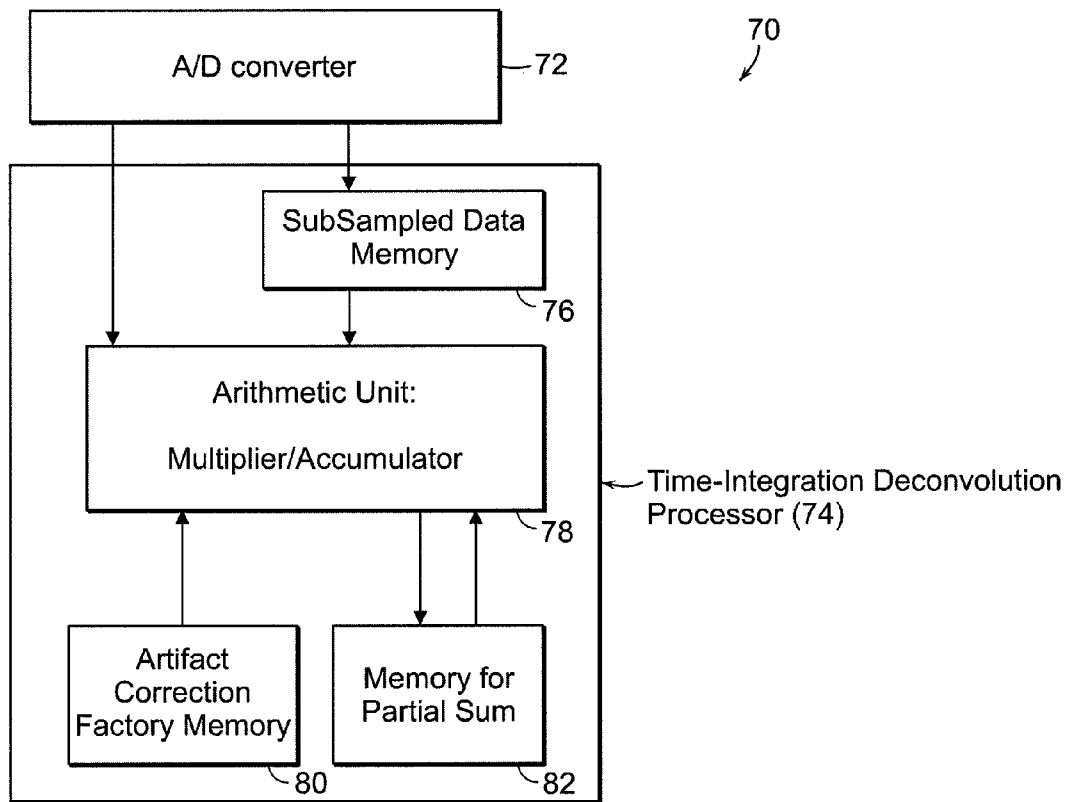 70
A/D converter
72
SubSampled Data
Memory
76
Arithmetic Unit:
Multiplier/Accumulator
78
Time-Integration Deconvolution
Processor (74)
Artifact
Correction
Factory Memory
80
Memory for
Partial Sum
82